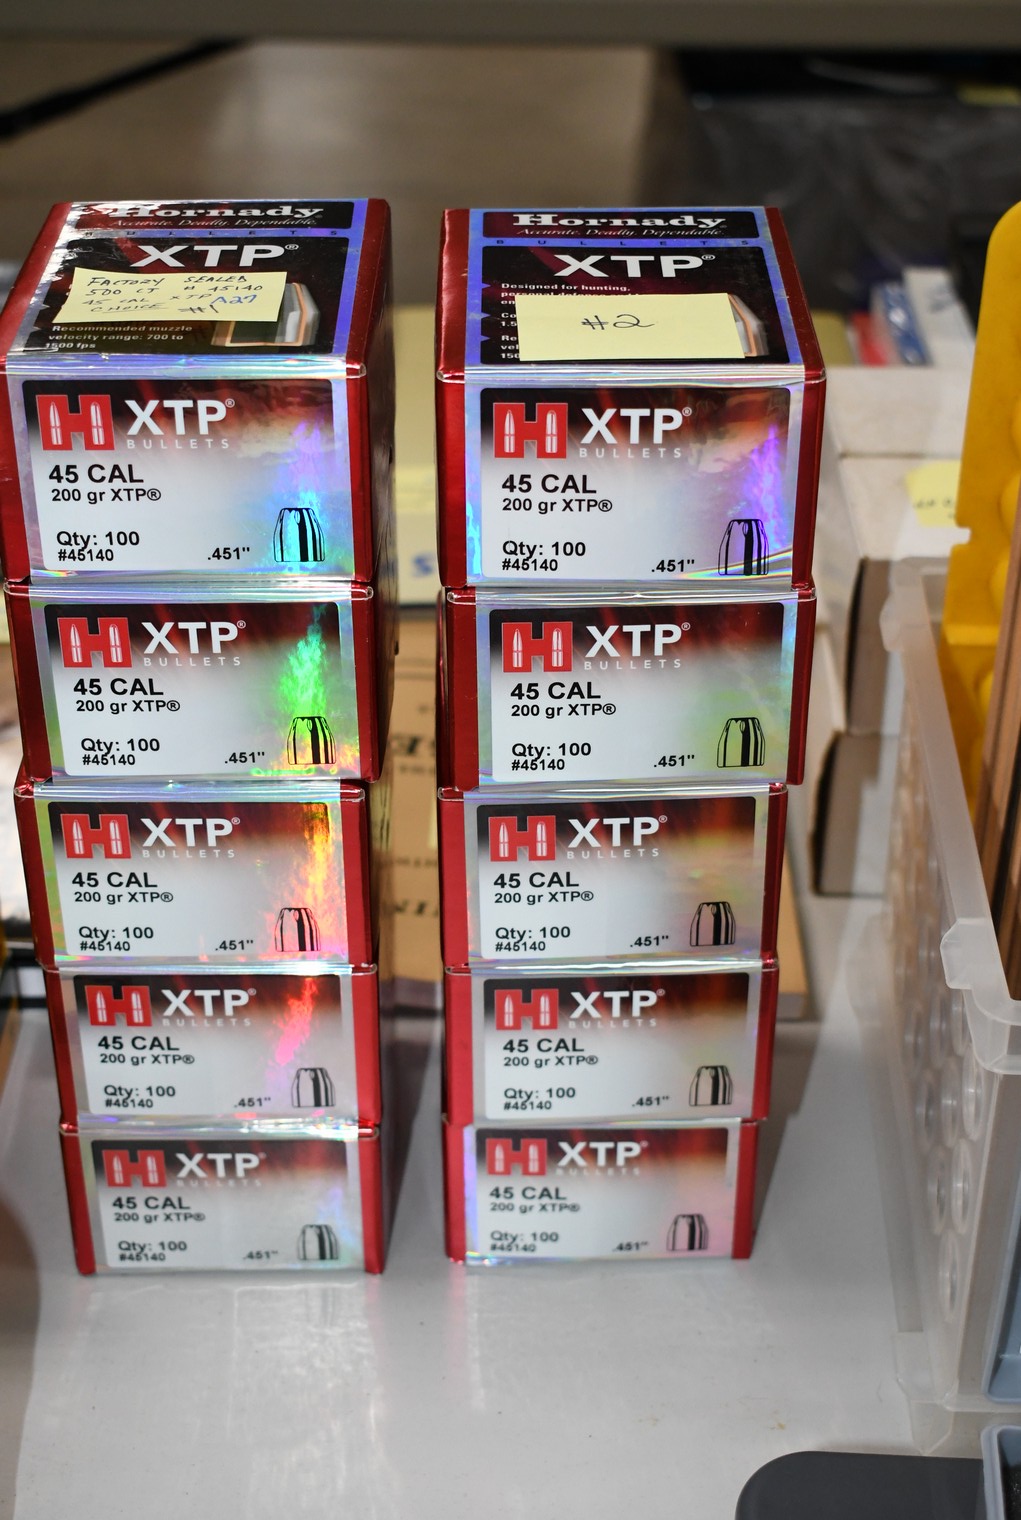 Hornady
Accurate. Deadly. Dependable.
BULLETS
XTP®
FACTORY SEALED
500 CT # 45140
45 CAL XTP A27
CHOICE #1
Recommended muzzle
velocity range: 700 to
1500 fps
XTP®
BULLETS
45 CAL
200 gr XTP®
Qty: 100
#45140 .451"
XTP®
BULLETS
45 CAL
200 gr XTP®
Qty: 100
#45140 .451"
XTP®
BULLETS
45 CAL
200 gr XTP®
Qty: 100
#45140 .451"
XTP®
BULLETS
45 CAL
200 gr XTP®
Qty: 100
#45140 .451"
XTP®
BULLETS
45 CAL
200 gr XTP®
Qty: 100
#45140 .451"
Hornady
Accurate. Deadly. Dependable.
BULLETS
XTP®
Designed for hunting,
personal defense
#2
XTP®
BULLETS
45 CAL
200 gr XTP®
Qty: 100
#45140 .451"
XTP®
BULLETS
45 CAL
200 gr XTP®
Qty: 100
#45140 .451"
XTP®
BULLETS
45 CAL
200 gr XTP®
Qty: 100
#45140 .451"
XTP®
BULLETS
45 CAL
200 gr XTP®
Qty: 100
#45140 .451"
XTP®
BULLETS
45 CAL
200 gr XTP®
Qty: 100
#45140 .451"